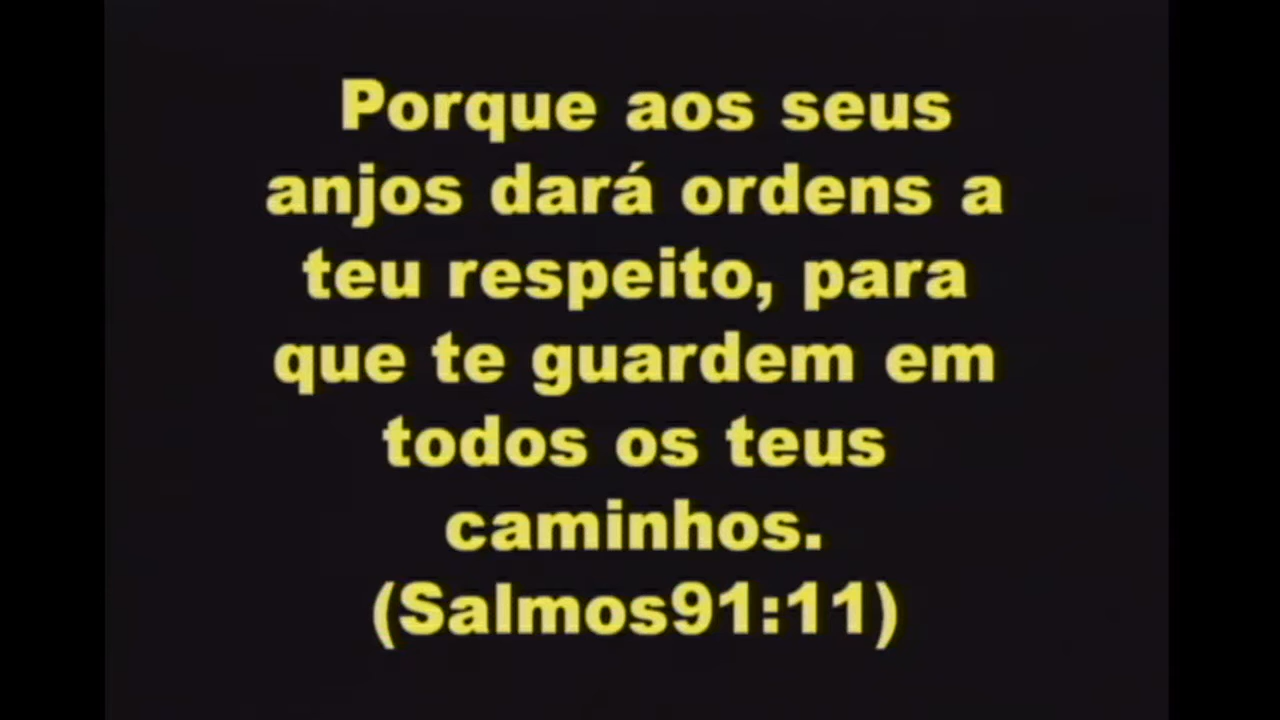 Porque aos seus
anjos dará ordens a
teu respeito, para
que te guardem em
todos os teus
caminhos.
(Salmos91:11)